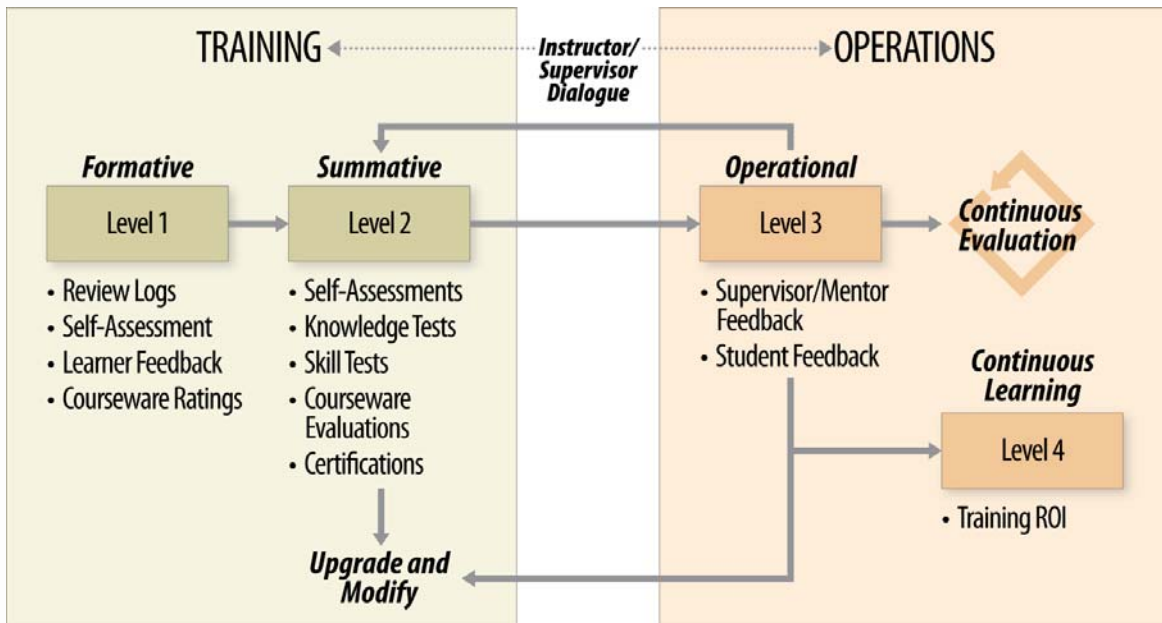 TRAINING
Instructor/
Supervisor
Dialogue
OPERATIONS
Formative
Level 1
• Review Logs
• Self-Assessment
• Learner Feedback
• Courseware Ratings
Summative
Level 2
• Self-Assessments
• Knowledge Tests
• Skill Tests
• Courseware
Evaluations
• Certifications
Upgrade and
Modify
Operational
Level 3
• Supervisor/Mentor
Feedback
• Student Feedback
Continuous
Evaluation
Continuous
Learning
Level 4
• Training ROI